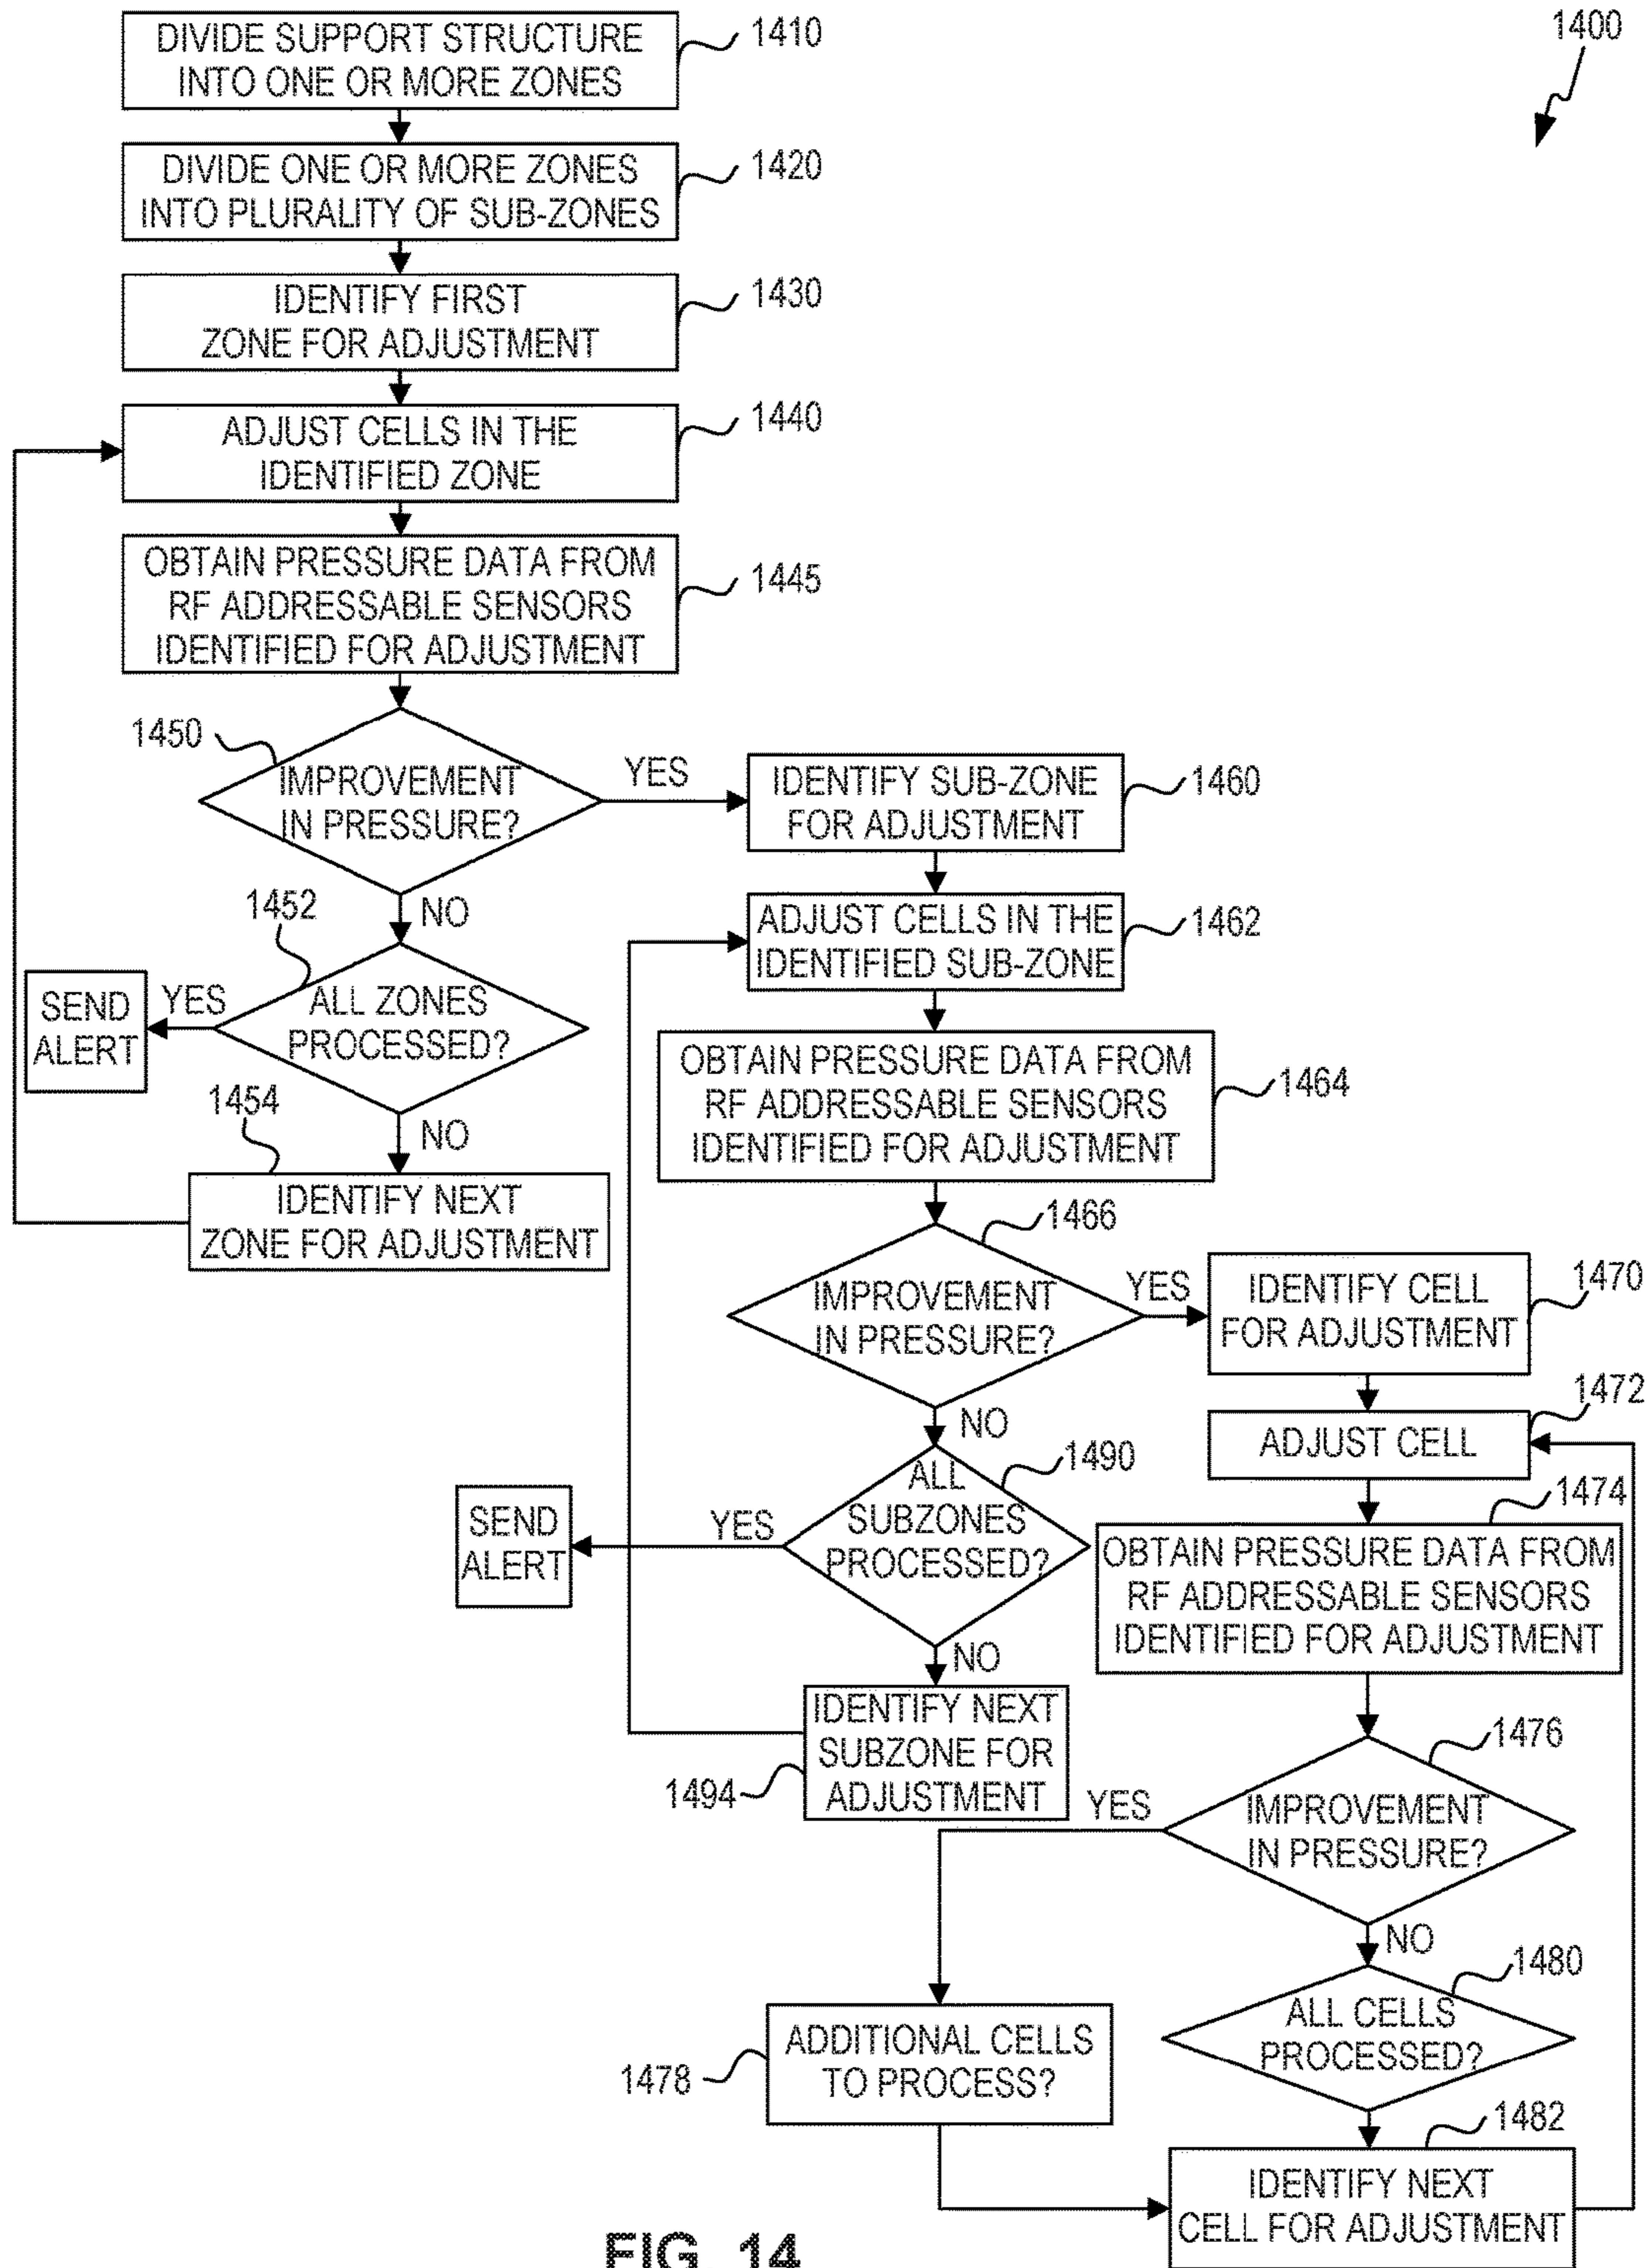 1400
DIVIDE SUPPORT STRUCTURE
INTO ONE OR MORE ZONES
1410
DIVIDE ONE OR MORE ZONES
INTO PLURALITY OF SUB-ZONES
1420
IDENTIFY FIRST
ZONE FOR ADJUSTMENT
1430
ADJUST CELLS IN THE
IDENTIFIED ZONE
1440
OBTAIN PRESSURE DATA FROM
RF ADDRESSABLE SENSORS
IDENTIFIED FOR ADJUSTMENT
1445
1450
IMPROVEMENT
IN PRESSURE?
YES
NO
1452
ALL ZONES
PROCESSED?
YES
SEND
ALERT
NO
1454
IDENTIFY NEXT
ZONE FOR ADJUSTMENT
IDENTIFY SUB-ZONE
FOR ADJUSTMENT
1460
ADJUST CELLS IN THE
IDENTIFIED SUB-ZONE
1462
OBTAIN PRESSURE DATA FROM
RF ADDRESSABLE SENSORS
IDENTIFIED FOR ADJUSTMENT
1464
1466
IMPROVEMENT
IN PRESSURE?
YES
NO
1490
ALL
SUBZONES
PROCESSED?
YES
SEND
ALERT
NO
IDENTIFY NEXT
SUBZONE FOR
ADJUSTMENT
1494
IDENTIFY CELL
FOR ADJUSTMENT
1470
1472
ADJUST CELL
1474
OBTAIN PRESSURE DATA FROM
RF ADDRESSABLE SENSORS
IDENTIFIED FOR ADJUSTMENT
1476
IMPROVEMENT
IN PRESSURE?
YES
NO
1480
ALL CELLS
PROCESSED?
ADDITIONAL CELLS
TO PROCESS?
1478
1482
IDENTIFY NEXT
CELL FOR ADJUSTMENT
FIG. 14